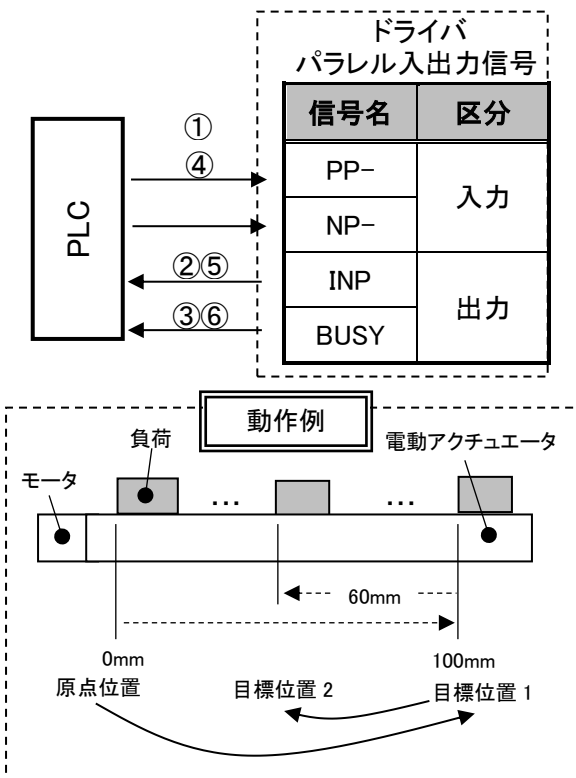 ドライバ
パラレル入出力信号
信号名 区分
PP-
入力
NP-
INP
出力
BUSY
PLC
①
④
②⑤
③⑥
動作例
負荷
電動アクチュエータ
モータ
...
...
60mm
0mm
100mm
原点位置
目標位置 2
目標位置 1